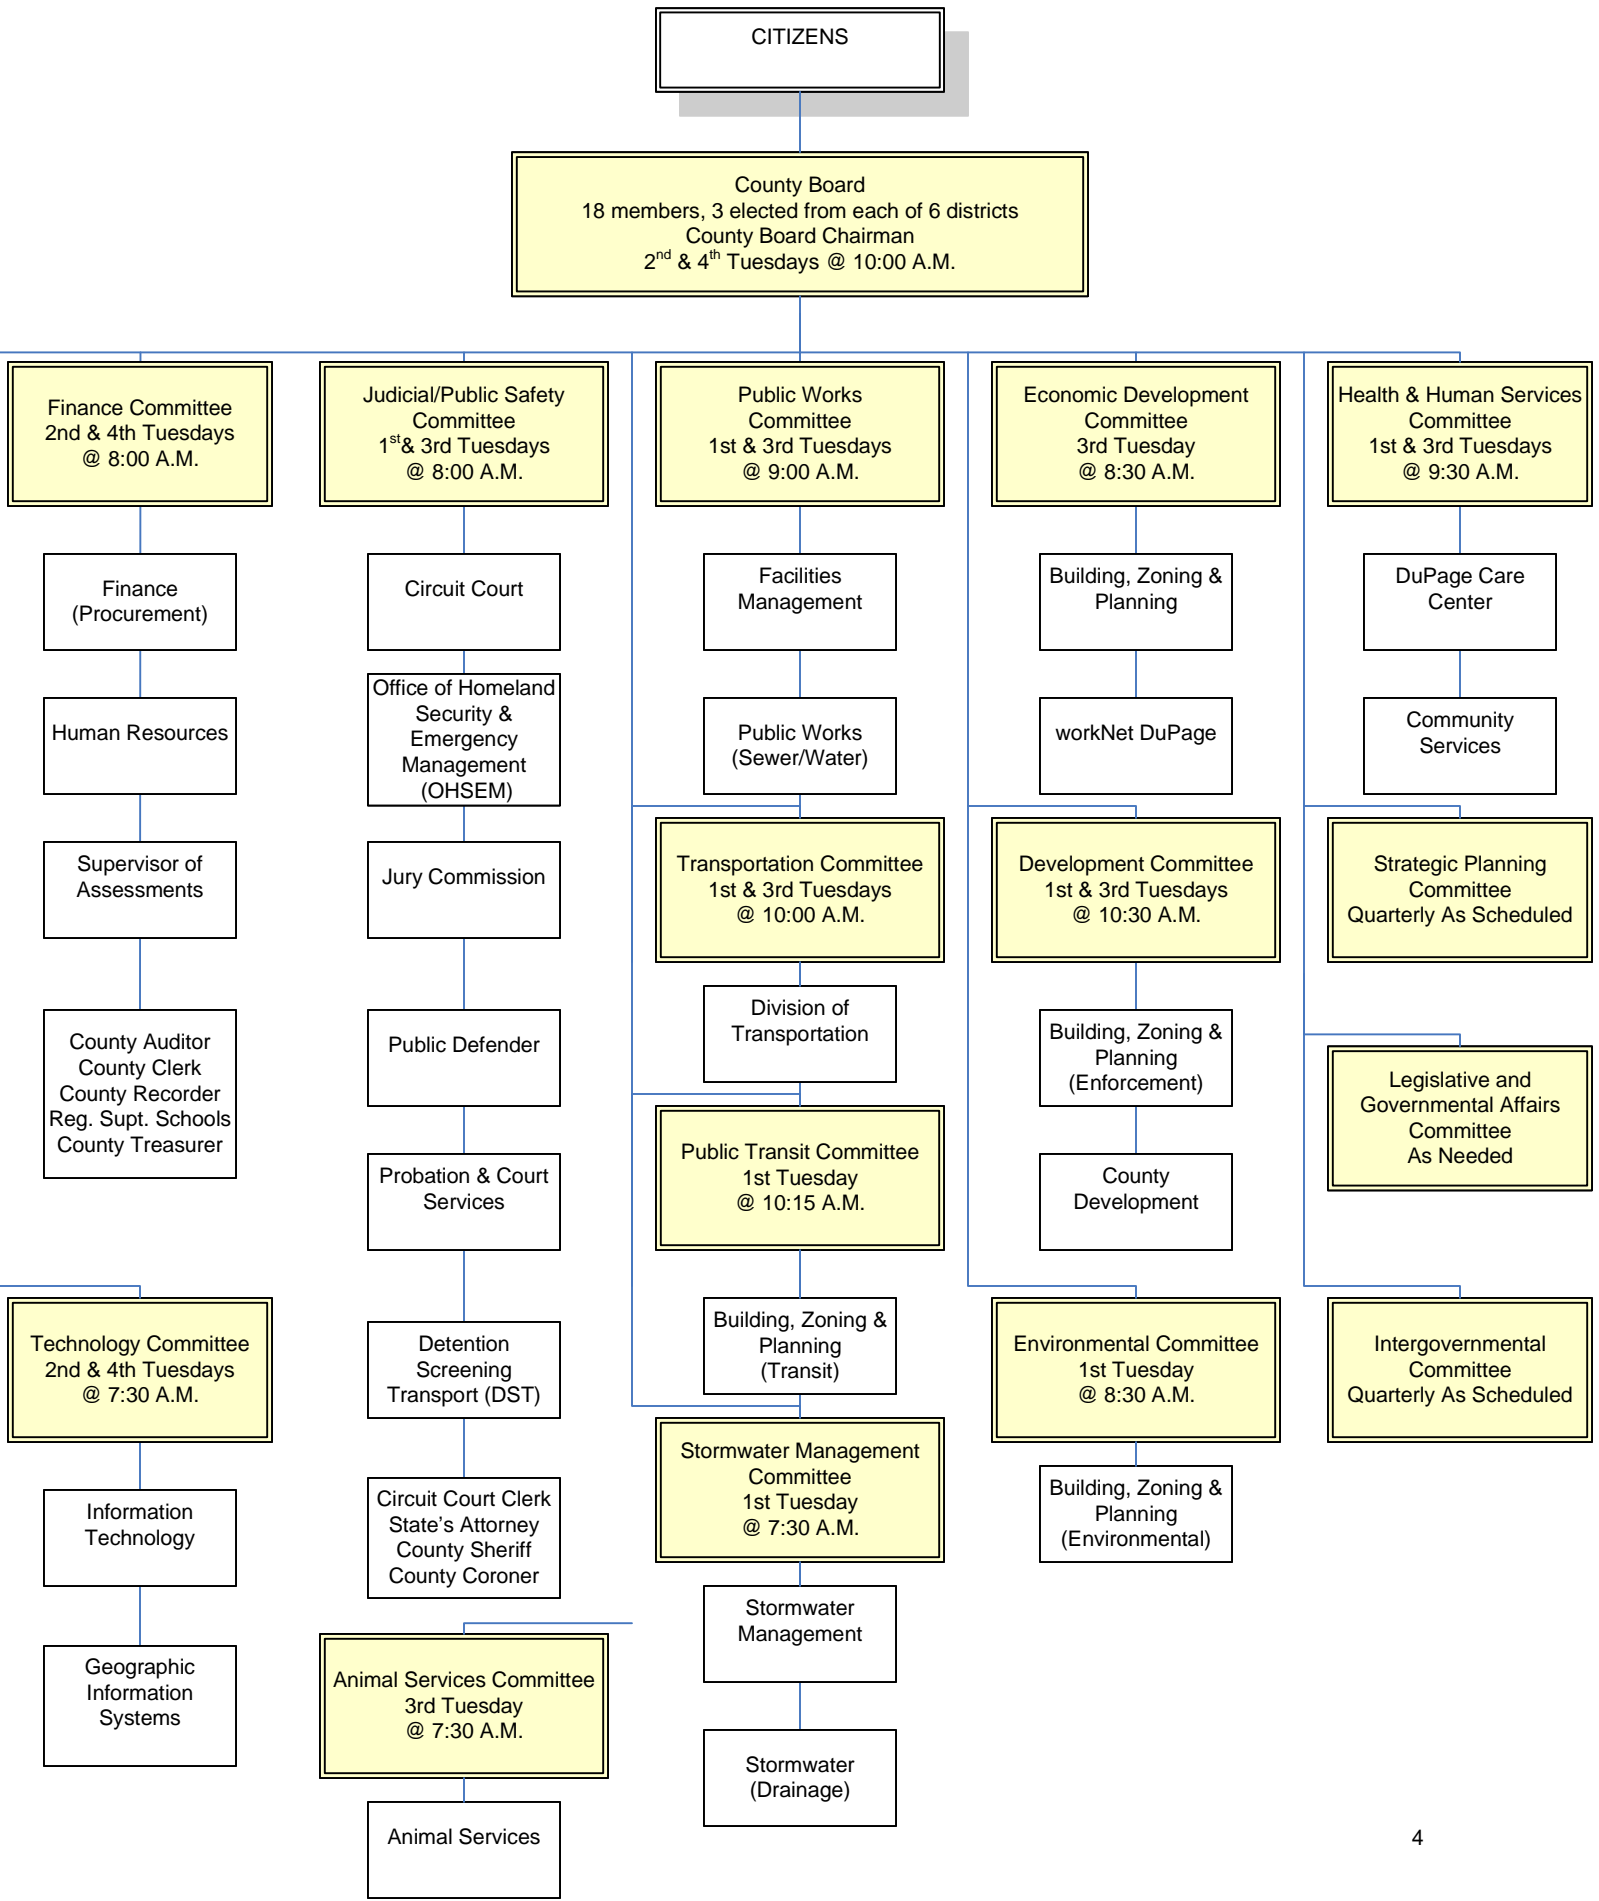 CITIZENS
County Board
18 members, 3 elected from each of 6 districts
County Board Chairman
2nd & 4th Tuesdays @ 10:00 A.M.
Finance Committee
2nd & 4th Tuesdays
@ 8:00 A.M.
Finance
(Procurement)
Human Resources
Supervisor of
Assessments
County Auditor
County Clerk
County Recorder
Reg. Supt. Schools
County Treasurer
Technology Committee
2nd & 4th Tuesdays
@ 7:30 A.M.
Information
Technology
Geographic
Information
Systems
Judicial/Public Safety
Committee
1st& 3rd Tuesdays
@ 8:00 A.M.
Circuit Court
Office of Homeland
Security &
Emergency
Management
(OHSEM)
Jury Commission
Public Defender
Probation & Court
Services
Detention
Screening
Transport (DST)
Circuit Court Clerk
State’s Attorney
County Sheriff
County Coroner
Animal Services Committee
3rd Tuesday
@ 7:30 A.M.
Animal Services
Public Works
Committee
1st & 3rd Tuesdays
@ 9:00 A.M.
Facilities
Management
Public Works
(Sewer/Water)
Transportation Committee
1st & 3rd Tuesdays
@ 10:00 A.M.
Division of
Transportation
Public Transit Committee
1st Tuesday
@ 10:15 A.M.
Building, Zoning &
Planning
(Transit)
Stormwater Management
Committee
1st Tuesday
@ 7:30 A.M.
Stormwater
Management
Stormwater
(Drainage)
Economic Development
Committee
3rd Tuesday
@ 8:30 A.M.
Building, Zoning &
Planning
workNet DuPage
Development Committee
1st & 3rd Tuesdays
@ 10:30 A.M.
Building, Zoning &
Planning
(Enforcement)
County
Development
Environmental Committee
1st Tuesday
@ 8:30 A.M.
Building, Zoning &
Planning
(Environmental)
Health & Human Services
Committee
1st & 3rd Tuesdays
@ 9:30 A.M.
DuPage Care
Center
Community
Services
Strategic Planning
Committee
Quarterly As Scheduled
Legislative and
Governmental Affairs
Committee
As Needed
Intergovernmental
Committee
Quarterly As Scheduled
4